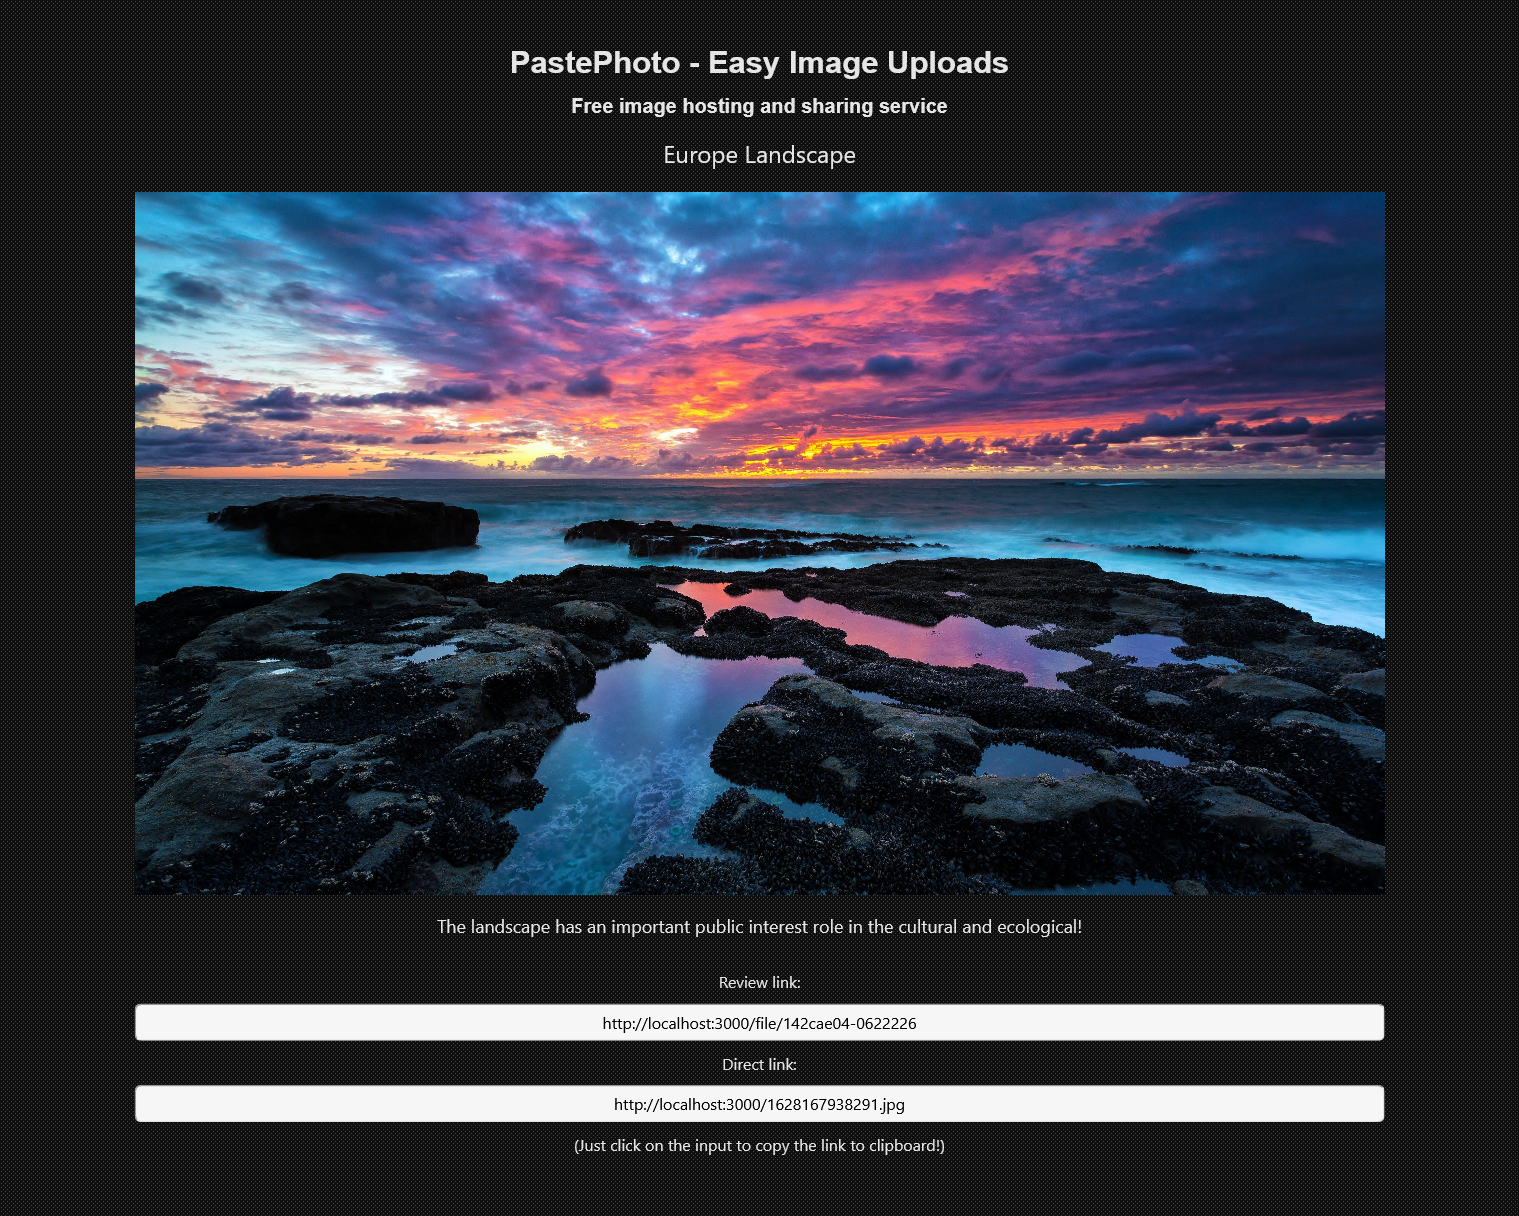 PastePhoto - Easy Image Uploads
Free image hosting and sharing service
Europe Landscape
The landscape has an important public interest role in the cultural and ecological!
Review link:
http://localhost:3000/file/142cae04-0622226
Direct link:
http://localhost:3000/1628167938291.jpg
(Just click on the input to copy the link to clipboard!)